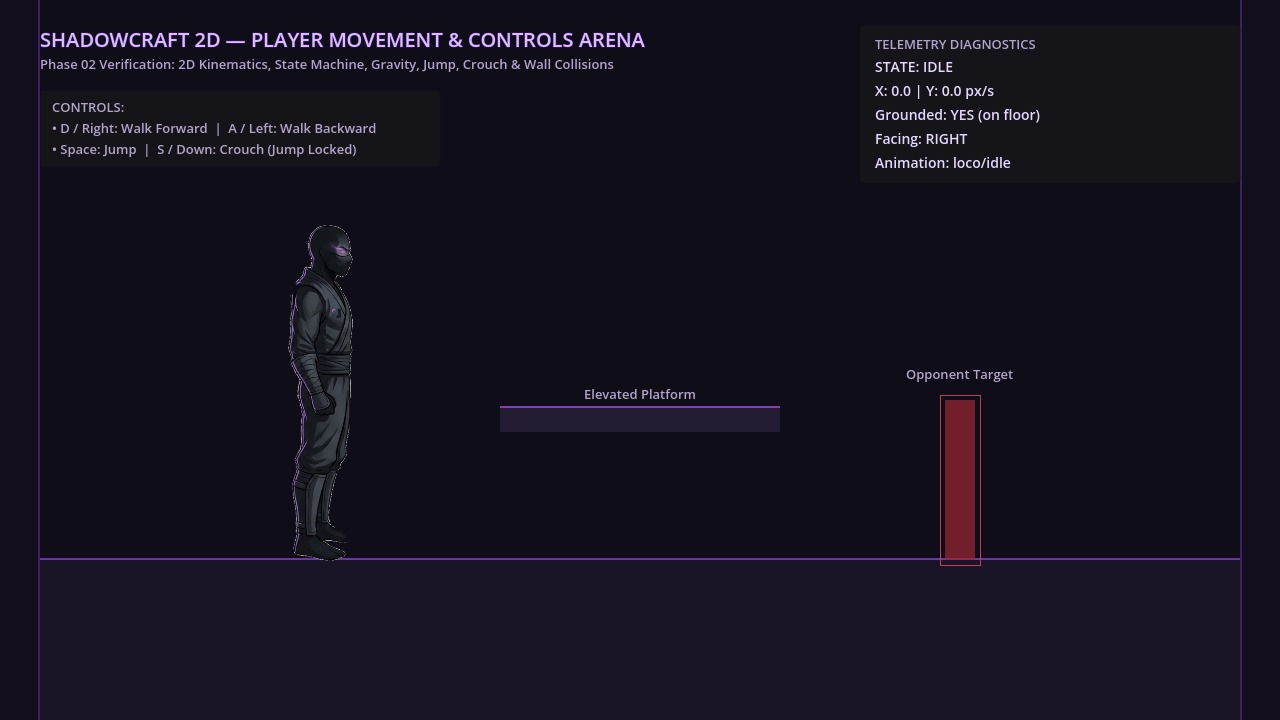 SHADOWCRAFT 2D — PLAYER MOVEMENT & CONTROLS ARENA
Phase 02 Verification: 2D Kinematics, State Machine, Gravity, Jump, Crouch & Wall Collisions
CONTROLS:
• D / Right: Walk Forward | A / Left: Walk Backward
• Space: Jump | S / Down: Crouch (Jump Locked)
TELEMETRY DIAGNOSTICS
STATE: IDLE
X: 0.0 | Y: 0.0 px/s
Grounded: YES (on floor)
Facing: RIGHT
Animation: loco/idle
Elevated Platform
Opponent Target